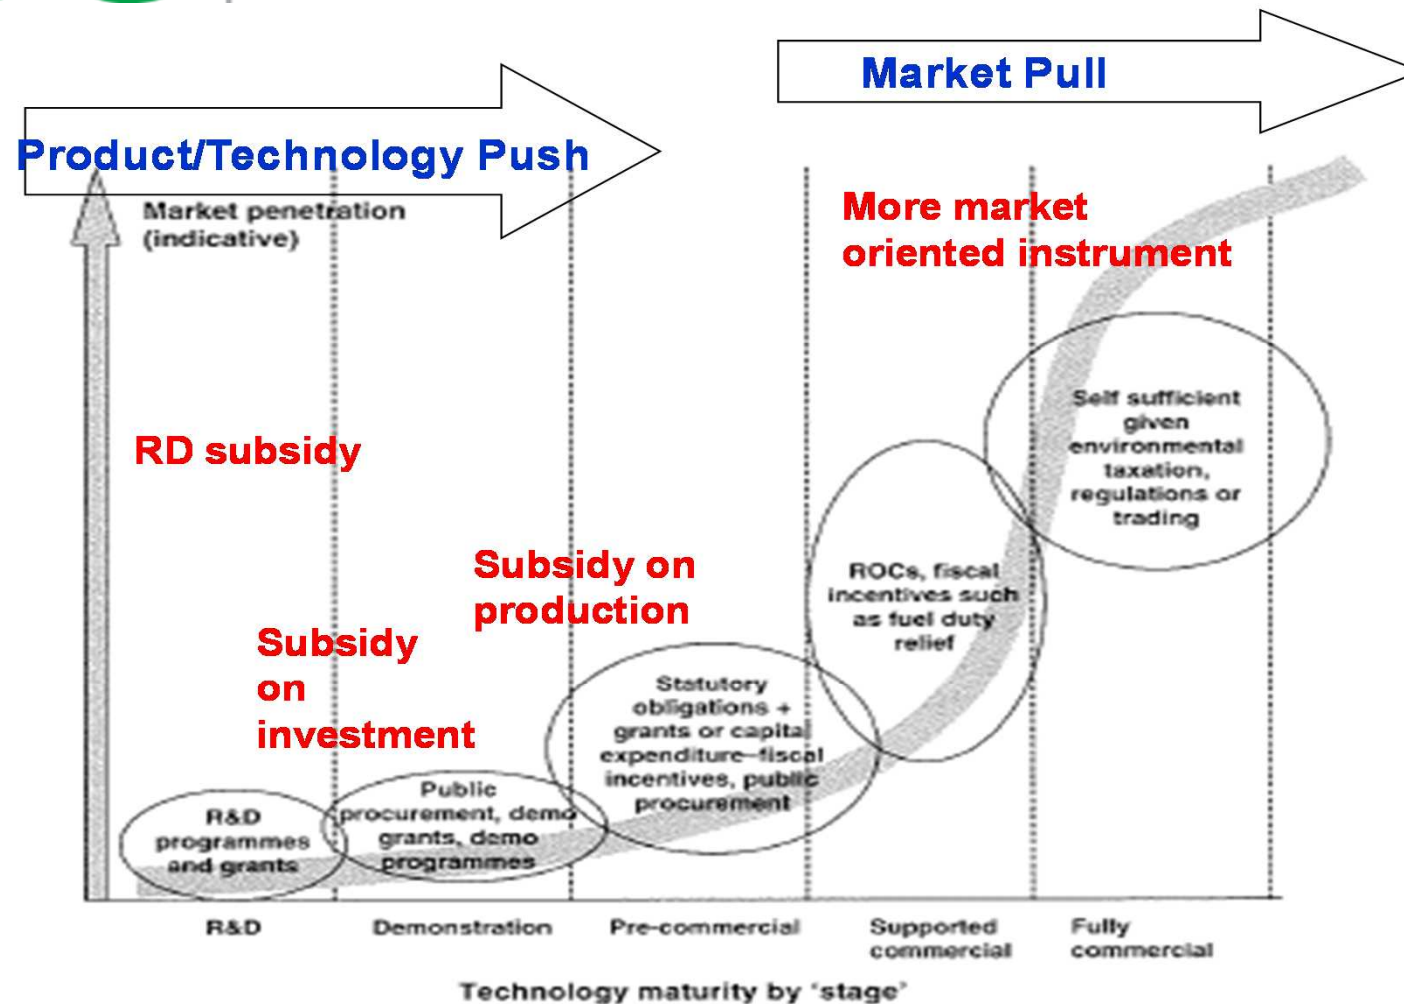 Market Pull
Product/Technology Push
Market penetration
(indicative)
More market
oriented instrument
RD subsidy
Self sufficient
given
environmental
taxation,
regulations or
trading
Subsidy on
production
ROCs, fiscal
incentives such
as fuel duty
relief
Subsidy
on
investment
Statutory
obligations +
grants or capital
expenditure–fiscal
incentives, public
procurement
Public
procurement, demo
grants, demo
programmes
R&D
programmes
and grants
R&D
Demonstration
Pre-commercial
Supported
commercial
Fully
commercial
Technology maturity by ‘stage’